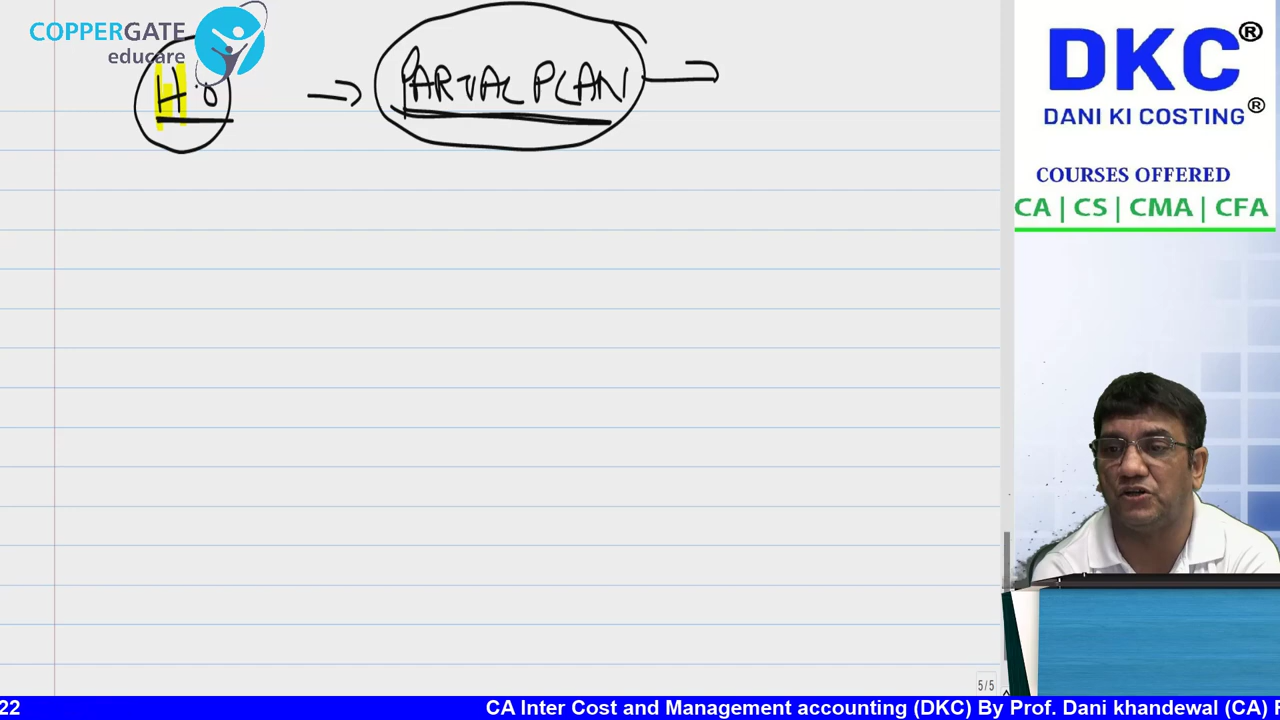 COPPERGATE
educare
PARTIAL PLAN
DKC®
DANI KI COSTING®
COURSES OFFERED
CA | CS | CMA | CFA
5/5
22 CA Inter Cost and Management accounting (DKC) By Prof. Dani khandewal (CA)